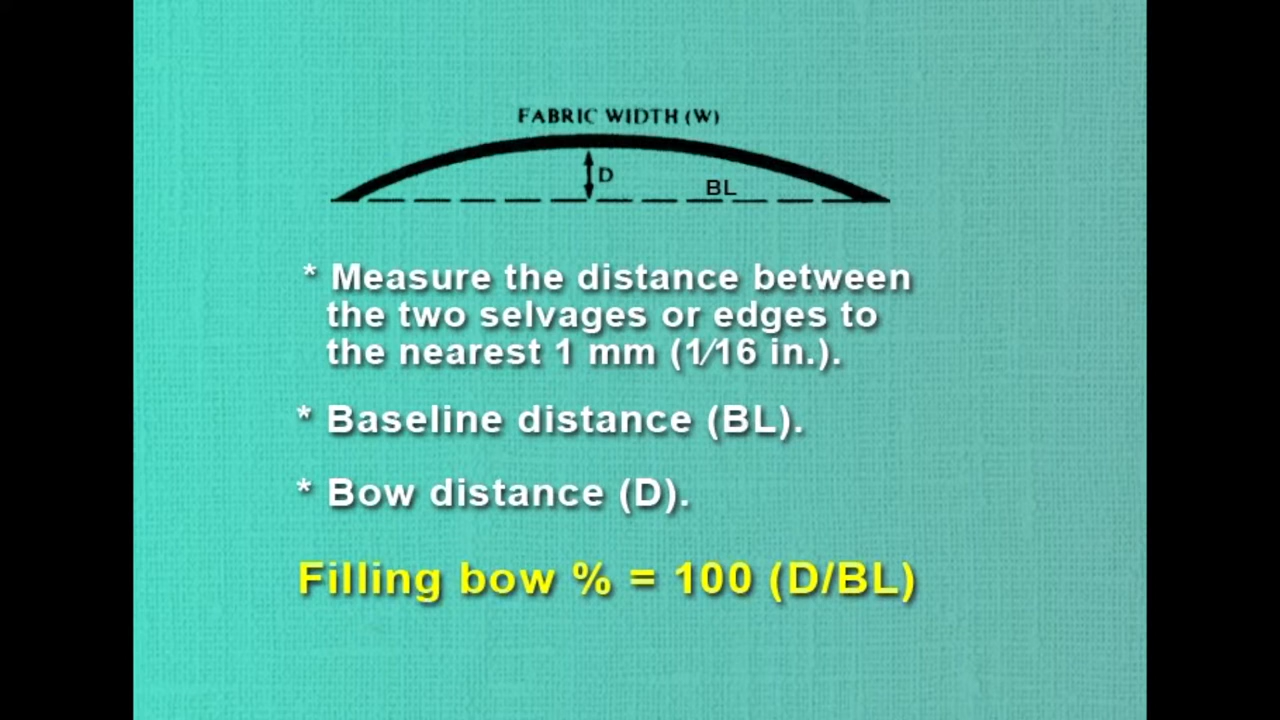 FABRIC WIDTH (W)
D
BL
* Measure the distance between
the two selvages or edges to
the nearest 1 mm (1/16 in.).
* Baseline distance (BL).
* Bow distance (D).
Filling bow % = 100 (D/BL)